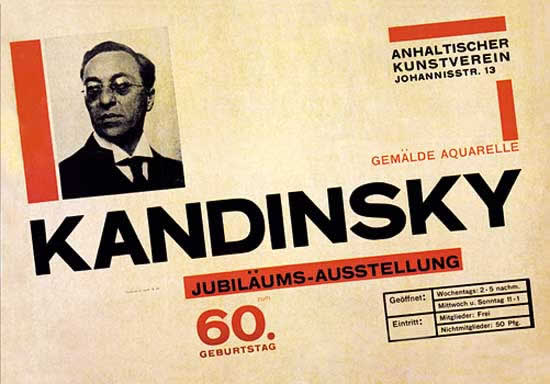 ANHALTISCHER
KUNSTVEREIN
JOHANNISSTR. 13
GEMÄLDE AQUARELLE
KANDINSKY
JUBILÄUMS-AUSSTELLUNG
zum
60.
GEBURTSTAG
Geöffnet: Wochentags: 2-5 nachm.
Mittwoch u. Sonntag 11-1
Eintritt: Mitglieder: Frei
Nichtmitglieder: 50 Pfg.